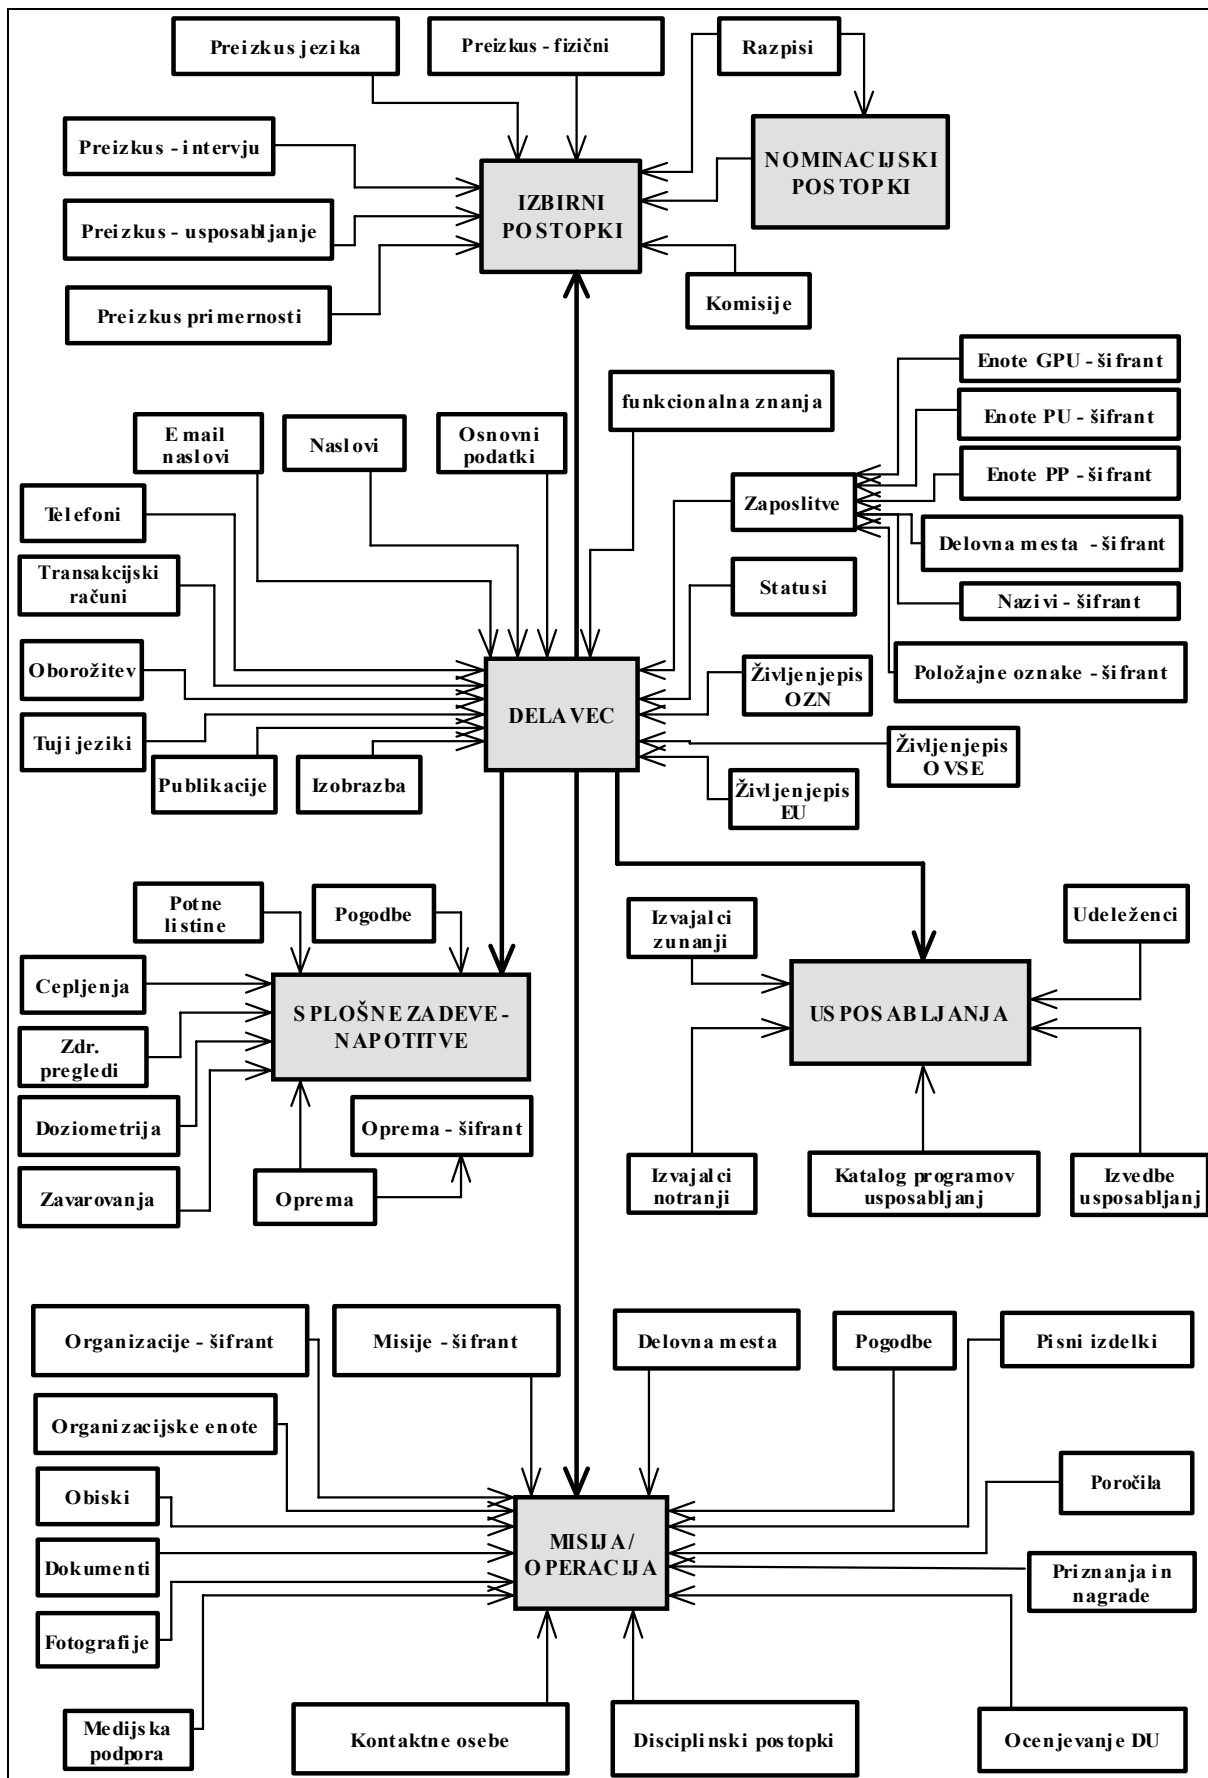 Preizkus jezika
Preizkus - fizični
Razpisi
Preizkus - intervju
NOMINACIJSKI
POSTOPKI
IZBIRNI
POSTOPKI
Preizkus - usposabljanje
Preizkus primernosti
Komisije
Enote GPU - šifrant
funkcionalna znanja
Enote PU - šifrant
Email
naslovi
Naslovi
Osnovni
podatki
Enote PP - šifrant
Zaposlitve
Telefoni
Delovna mesta - šifrant
Transakcijski
računi
Statusi
Nazivi - šifrant
Oborožitev
Življenjepis
OZN
Položajne oznake - šifrant
DELAVEC
Tuji jeziki
Življenjepis
OVSE
Publikacije
Izobrazba
Življenjepis
EU
Potne
listine
Pogodbe
Izvajalci
zunanji
Udeleženci
Cepljenja
SPLOŠNE ZADEVE -
NAPOTITVE
USPOSABLJANJA
Zdr.
pregledi
Doziometrija
Oprema - šifrant
Zavarovanja
Oprema
Izvajalci
notranji
Katalog programov
usposabljanj
Izvedbe
usposabljanj
Organizacije - šifrant
Misije - šifrant
Delovna mesta
Pogodbe
Pisni izdelki
Organizacijske enote
Obiski
Poročila
MISIJA/
OPERACIJA
Dokumenti
Priznanja in
nagrade
Fotografije
Medijska
podpora
Kontaktne osebe
Disciplinski postopki
Ocenjevanje DU